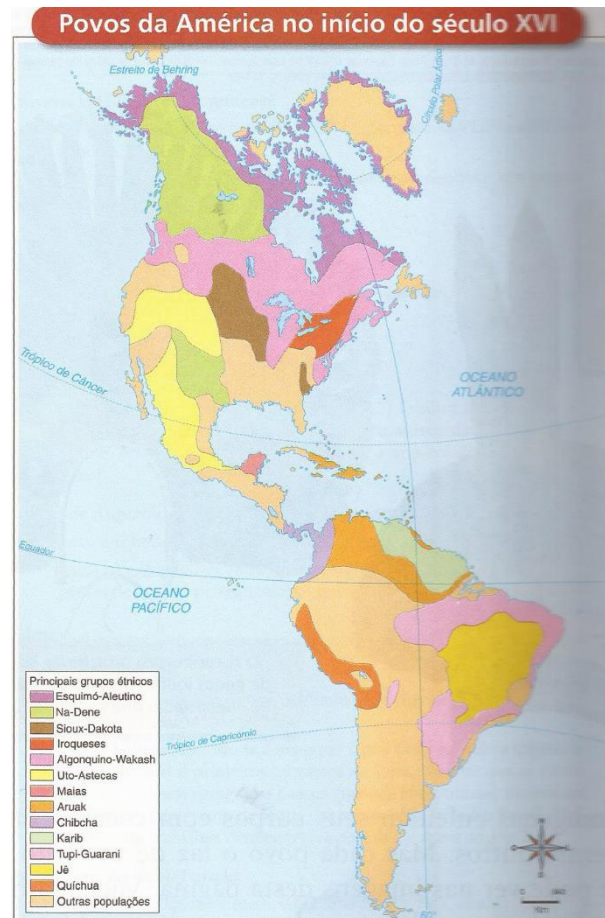 Povos da América no início do século XVI
Estreito de Behring
Círculo Polar Ártico
Trópico de Câncer
OCEANO
ATLÂNTICO
Equador
OCEANO
PACÍFICO
Trópico de Capricórnio
Principais grupos étnicos
Esquimó-Aleutino
Na-Dene
Sioux-Dakota
Iroqueses
Algonquino-Wakash
Uto-Astecas
Maias
Aruak
Chibcha
Karib
Tupi-Guarani
Jê
Quíchua
Outras populações
0